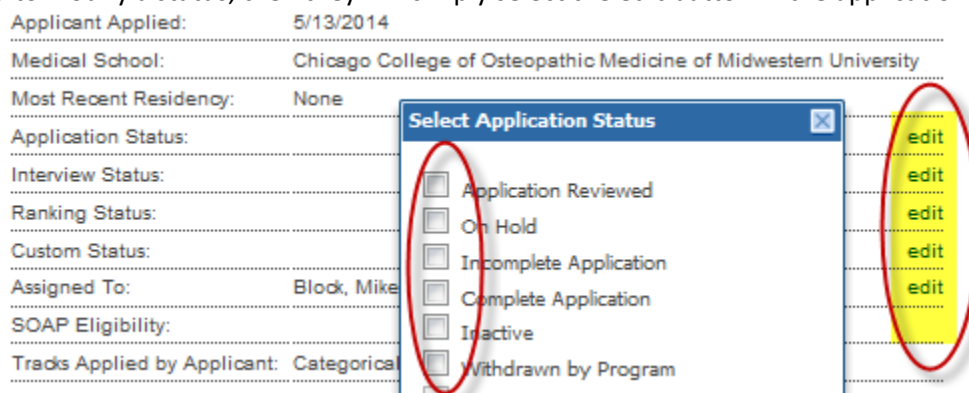 Applicant Applied: 5/13/2014
Medical School: Chicago College of Osteopathic Medicine of Midwestern University
Most Recent Residency: None
Select Application Status
Application Status: edit
Interview Status: edit
Ranking Status: edit
Custom Status: edit
Assigned To: Block, Mike edit
SOAP Eligibility:
Tracks Applied by Applicant: Categorical
Application Reviewed
On Hold
Incomplete Application
Complete Application
Inactive
Withdrawn by Program